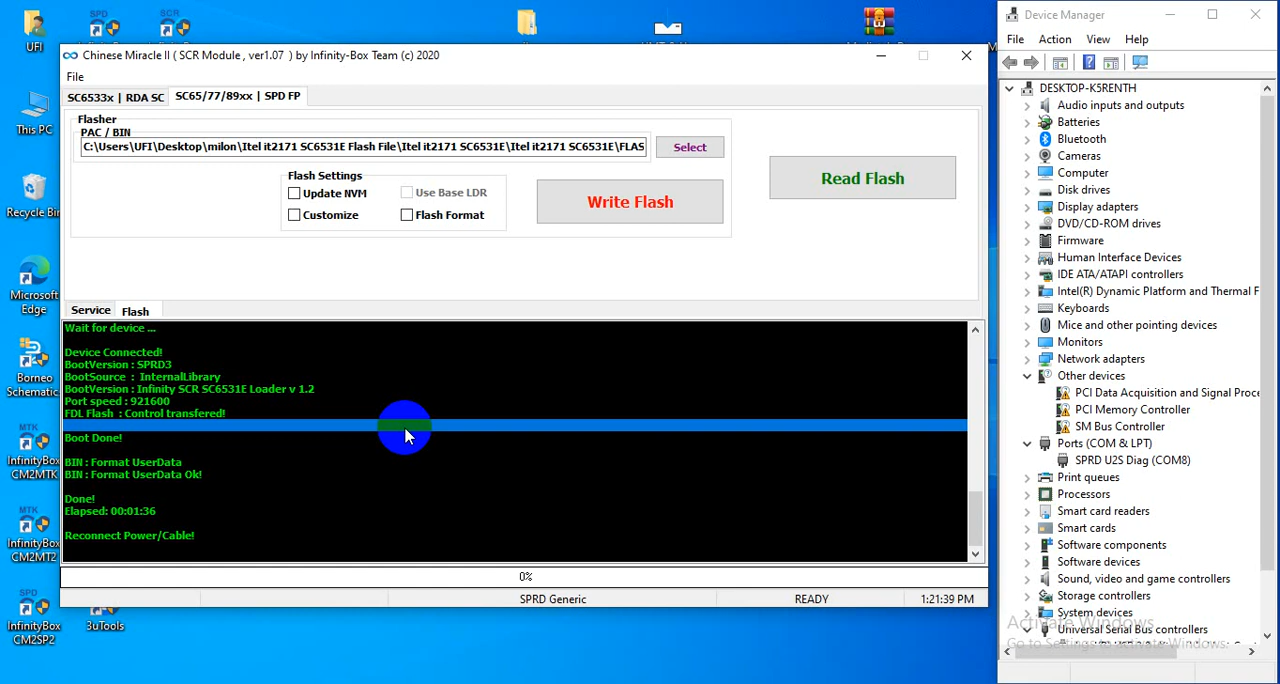 SPD
SCR
UFI
This PC
Recycle Bin
Microsoft
Edge
Borneo
Schematic
MTK
InfinityBox
CM2MTK
MTK
InfinityBox
CM2MT2
SPD
InfinityBox
CM2SP2
3uTools
Chinese Miracle II ( SCR Module , ver1.07 ) by Infinity-Box Team (c) 2020
File
SC6533x | RDA SC
SC65/77/89xx | SPD FP
Flasher
PAC / BIN
C:\Users\UFI\Desktop\milon\Itel it2171 SC6531E Flash File\Itel it2171 SC6531E\Itel it2171 SC6531E\FLAS
Select
Flash Settings
Update NVM
Use Base LDR
Customize
Flash Format
Write Flash
Read Flash
Service
Flash
Wait for device ...
Device Connected!
BootVersion : SPRD3
BootSource : InternalLibrary
BootVersion : Infinity SCR SC6531E Loader v 1.2
Port speed : 921600
FDL Flash : Control transfered!
Boot Done!
BIN : Format UserData
BIN : Format UserData Ok!
Done!
Elapsed: 00:01:36
Reconnect Power/Cable!
0%
SPRD Generic
READY
1:21:39 PM
Device Manager
File Action View Help
DESKTOP-K5RENTH
Audio inputs and outputs
Batteries
Bluetooth
Cameras
Computer
Disk drives
Display adapters
DVD/CD-ROM drives
Firmware
Human Interface Devices
IDE ATA/ATAPI controllers
Intel(R) Dynamic Platform and Thermal F
Keyboards
Mice and other pointing devices
Monitors
Network adapters
Other devices
PCI Data Acquisition and Signal Proce
PCI Memory Controller
SM Bus Controller
Ports (COM & LPT)
SPRD U2S Diag (COM8)
Print queues
Processors
Smart card readers
Smart cards
Software components
Software devices
Sound, video and game controllers
Storage controllers
System devices
Universal Serial Bus controllers
Activate Windows
Go to Settings to activate Windows.